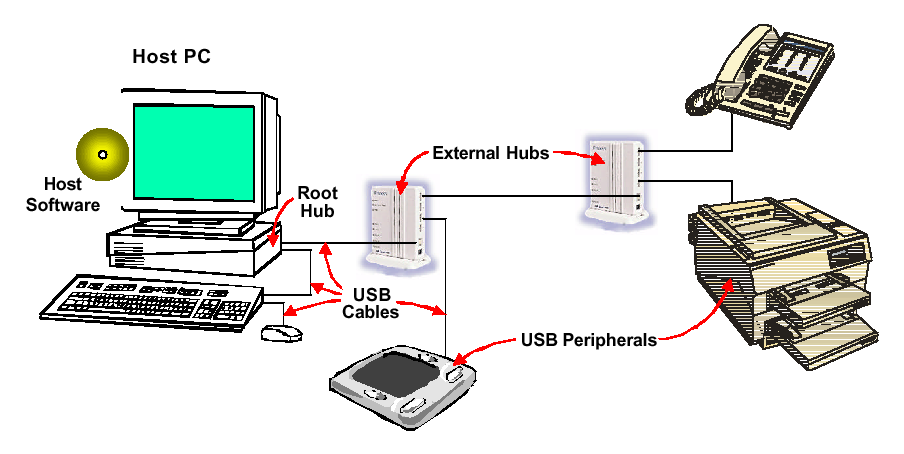 Host PC
External Hubs
Host
Software
Root
Hub
USB
Cables
USB Peripherals